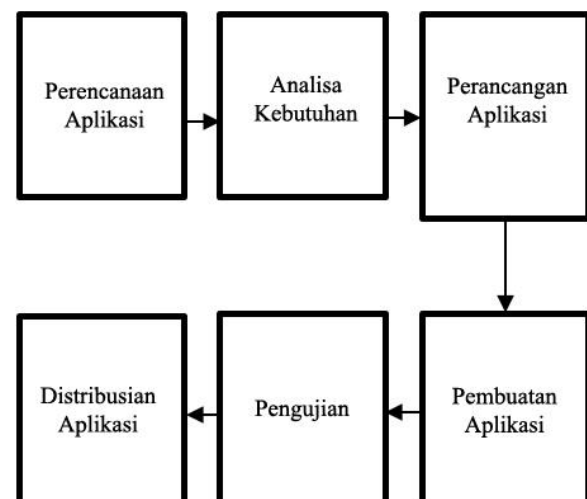 Perencanaan
Aplikasi
Analisa
Kebutuhan
Perancangan
Aplikasi
Pembuatan
Aplikasi
Pengujian
Distribusian
Aplikasi